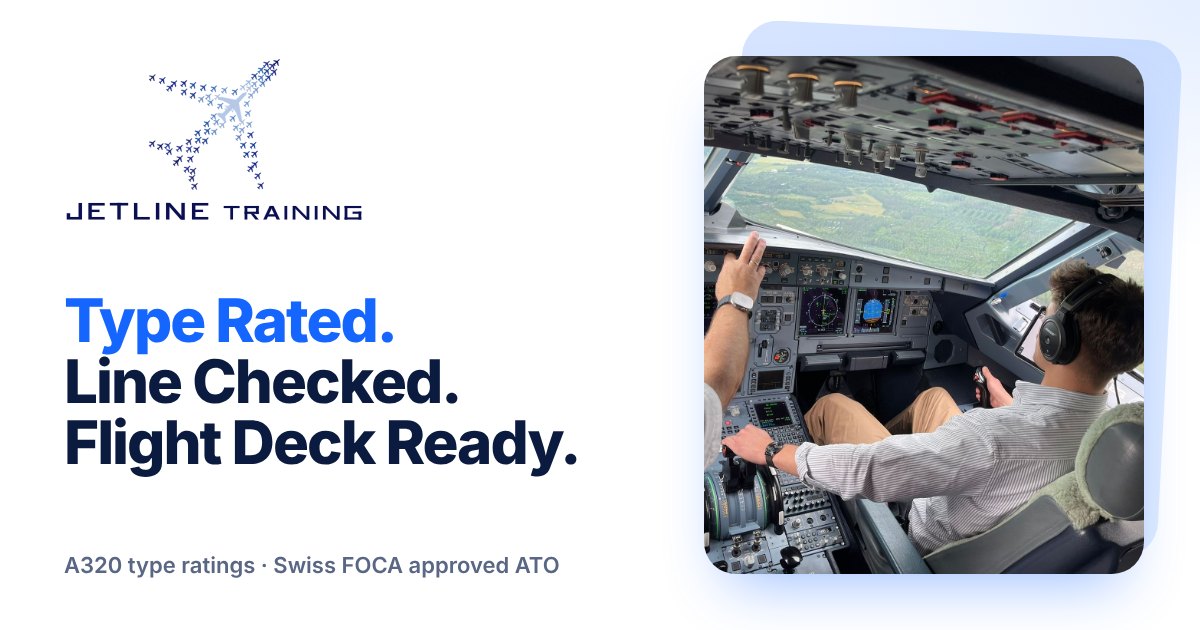 JETLINE TRAINING
Type Rated.
Line Checked.
Flight Deck Ready.
A320 type ratings · Swiss FOCA approved ATO